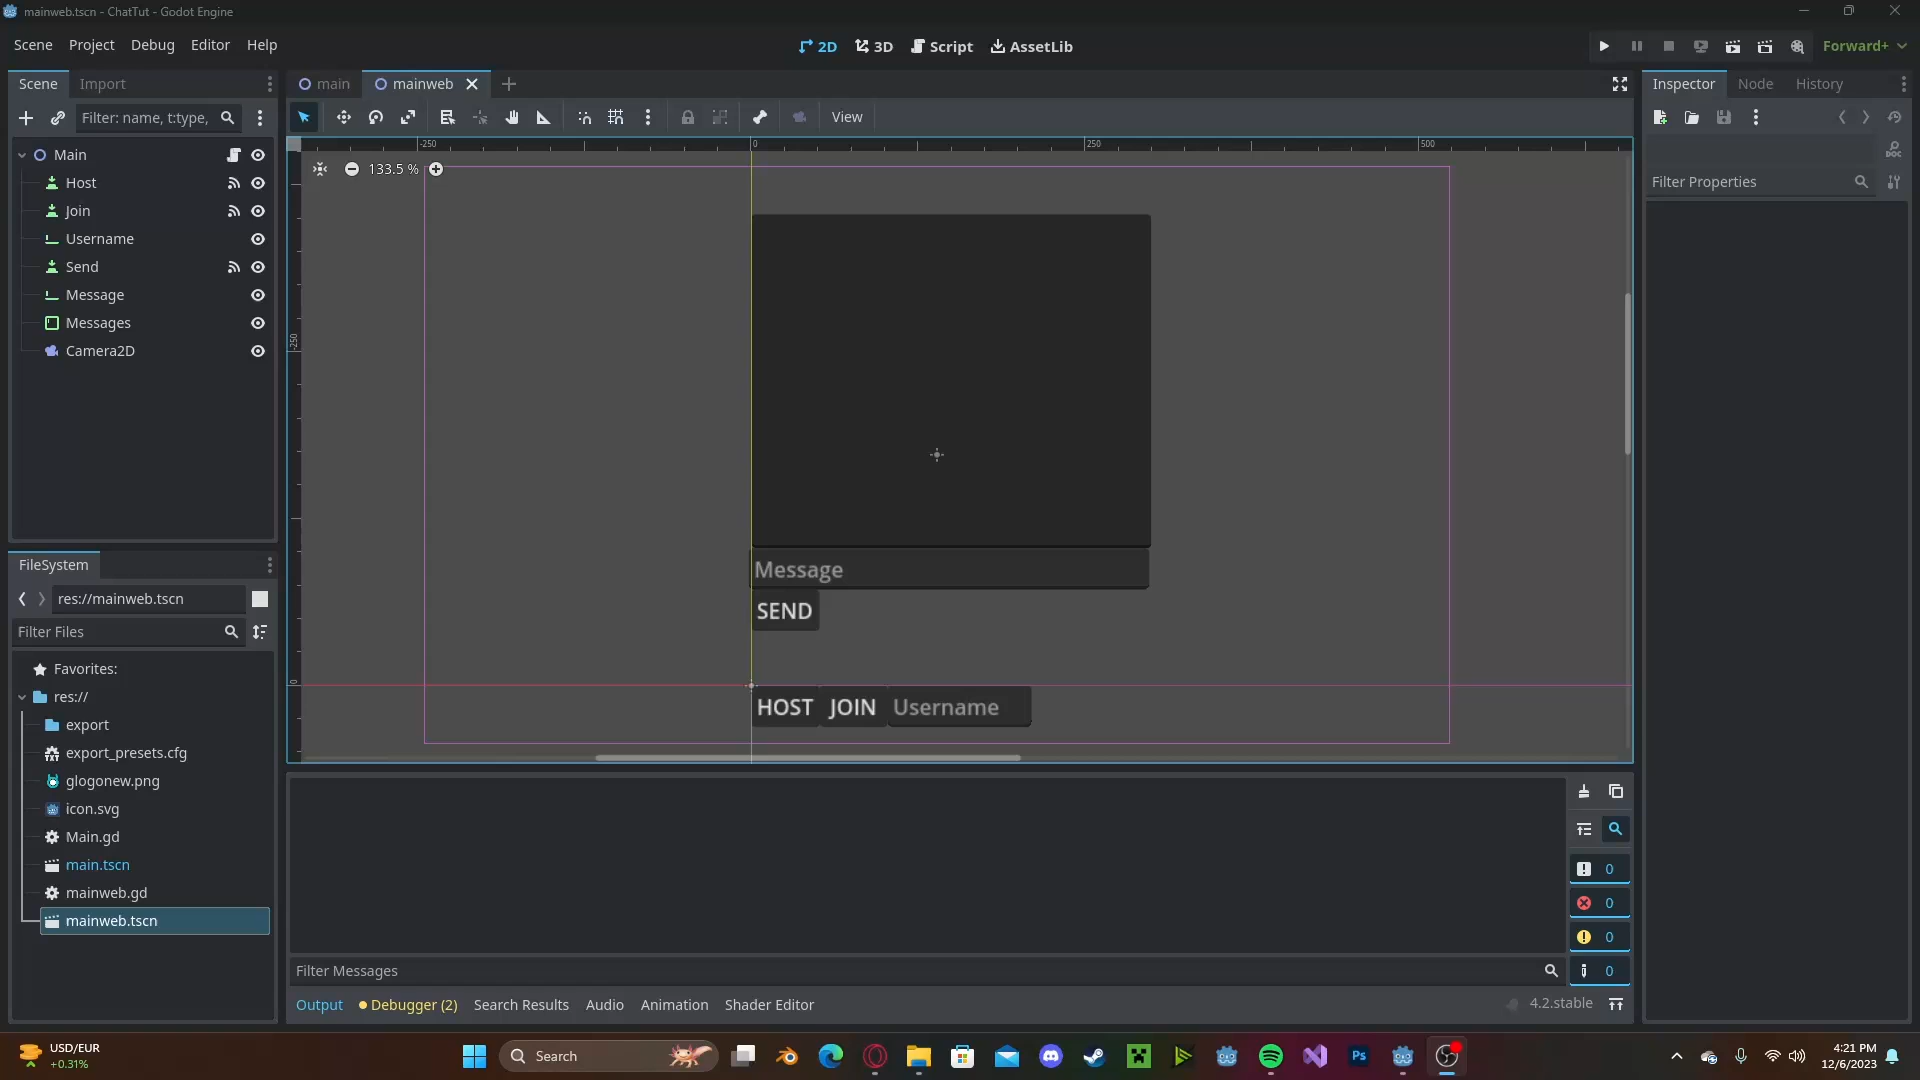 mainweb.tscn - ChatTut - Godot Engine
Scene Project Debug Editor Help
2D 3D Script AssetLib
Forward+
Scene Import
main mainweb
Inspector Node History
Filter: name, t:type,
View
-250 0 250 500
Main
133.5 %
Filter Properties
Host
Join
Username
Send
Message
Messages
-250
Camera2D
Message
SEND
FileSystem
res://mainweb.tscn
Filter Files
Favorites:
0
res://
HOST JOIN Username
export
export_presets.cfg
glogonew.png
icon.svg
Main.gd
main.tscn
0
mainweb.gd
0
mainweb.tscn
0
Filter Messages
0
Output Debugger (2) Search Results Audio Animation Shader Editor
4.2.stable
USD/EUR
+0.31%
Search
Ps
4:21 PM
12/6/2023